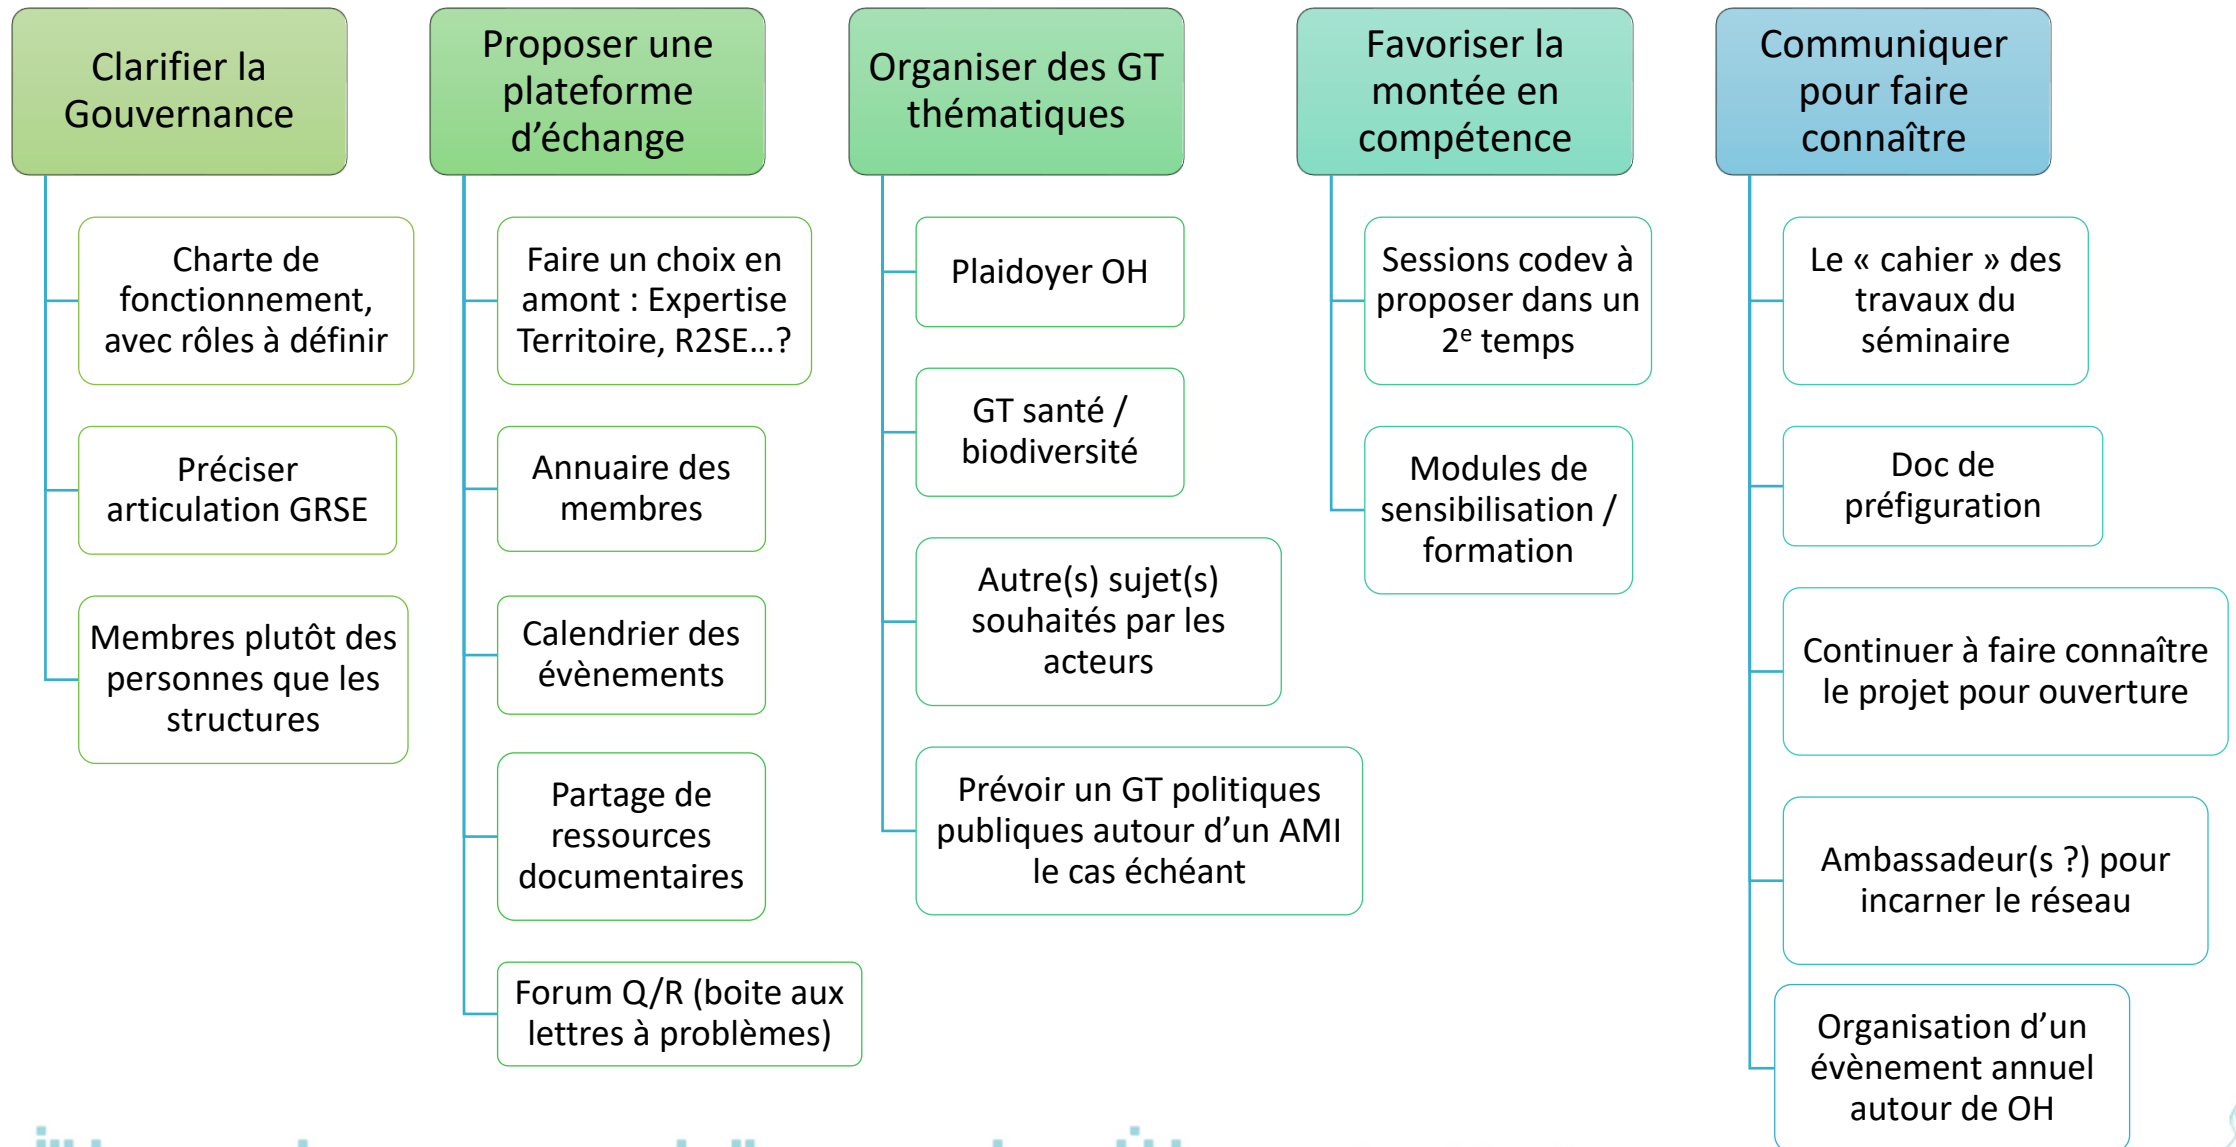 Clarifier la
Gouvernance
Charte de
fonctionnement,
avec rôles à définir
Préciser
articulation GRSE
Membres plutôt des
personnes que les
structures
Proposer une
plateforme
d’échange
Faire un choix en
amont : Expertise
Territoire, R2SE…?
Annuaire des
membres
Calendrier des
évènements
Partage de
ressources
documentaires
Forum Q/R (boite aux
lettres à problèmes)
Organiser des GT
thématiques
Plaidoyer OH
GT santé /
biodiversité
Autre(s) sujet(s)
souhaités par les
acteurs
Prévoir un GT politiques
publiques autour d’un AMI
le cas échéant
Favoriser la
montée en
compétence
Sessions codev à
proposer dans un
2e temps
Modules de
sensibilisation /
formation
Communiquer
pour faire
connaître
Le « cahier » des
travaux du
séminaire
Doc de
préfiguration
Continuer à faire connaître
le projet pour ouverture
Ambassadeur(s ?) pour
incarner le réseau
Organisation d’un
évènement annuel
autour de OH